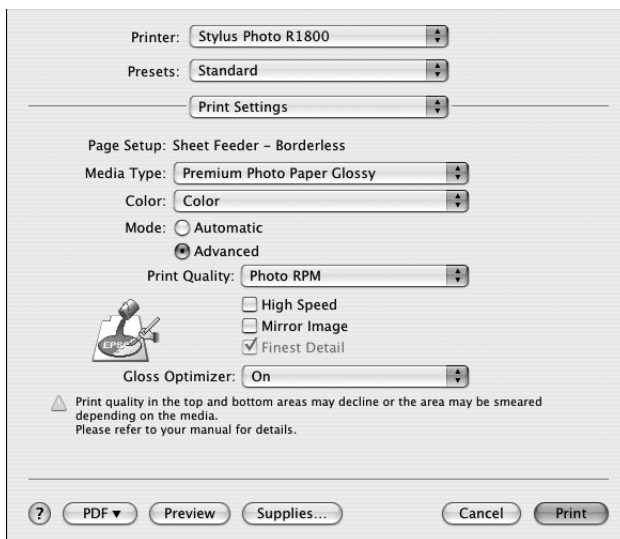 Printer: Stylus Photo R1800
Presets: Standard
Print Settings
Page Setup: Sheet Feeder – Borderless
Media Type: Premium Photo Paper Glossy
Color: Color
Mode: Automatic
Advanced
Print Quality: Photo RPM
High Speed
Mirror Image
Finest Detail
EPSON
Gloss Optimizer: On
Print quality in the top and bottom areas may decline or the area may be smeared
depending on the media.
Please refer to your manual for details.
? PDF ▼ Preview Supplies... Cancel Print